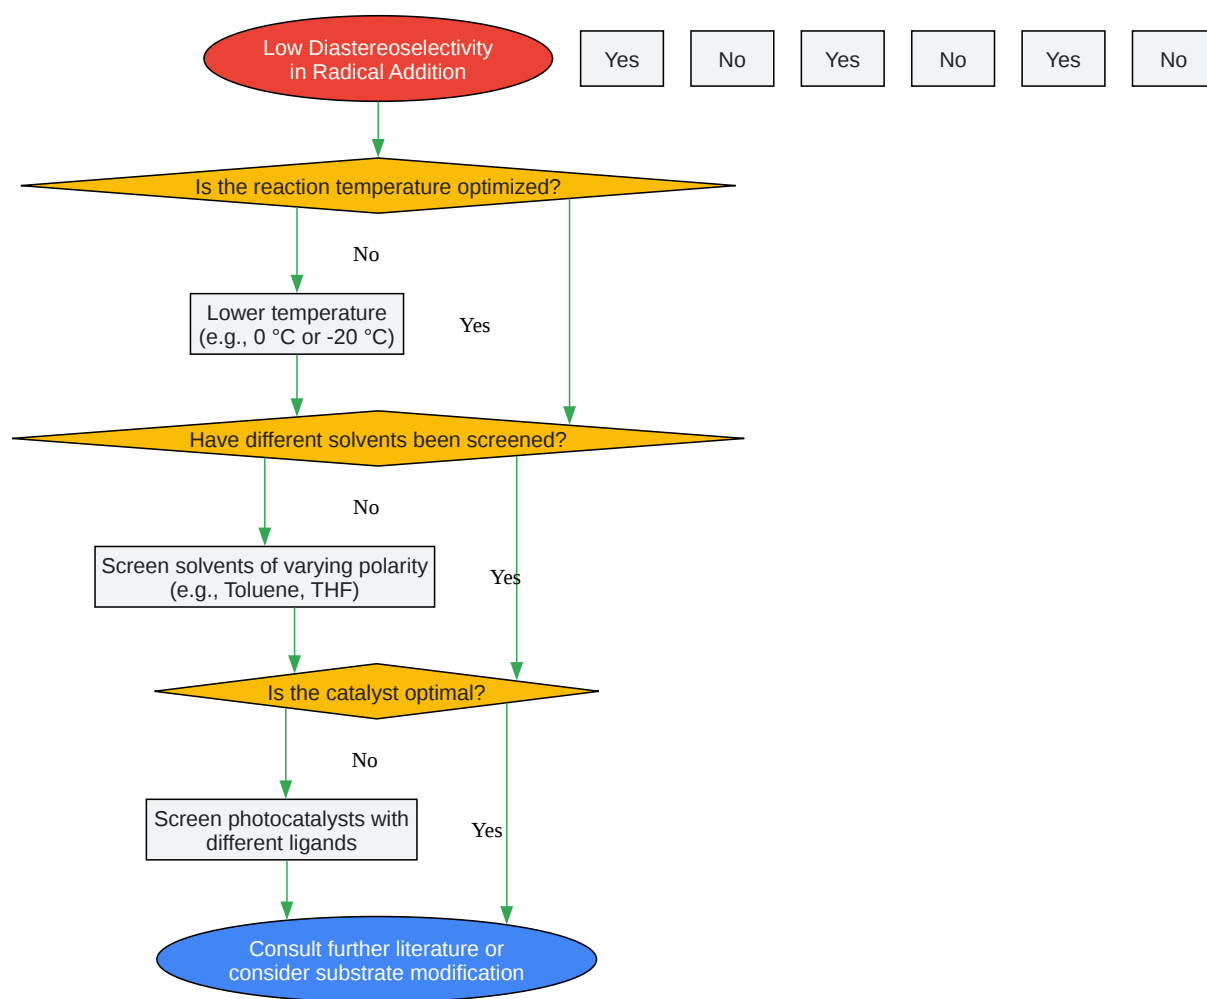 Low Diastereoselectivity
in Radical Addition
Yes
No
Yes
No
Yes
No
Is the reaction temperature optimized?
No
Lower temperature
(e.g., 0 °C or -20 °C)
Yes
Have different solvents been screened?
No
Screen solvents of varying polarity
(e.g., Toluene, THF)
Yes
Is the catalyst optimal?
No
Screen photocatalysts with
different ligands
Yes
Consult further literature or
consider substrate modification